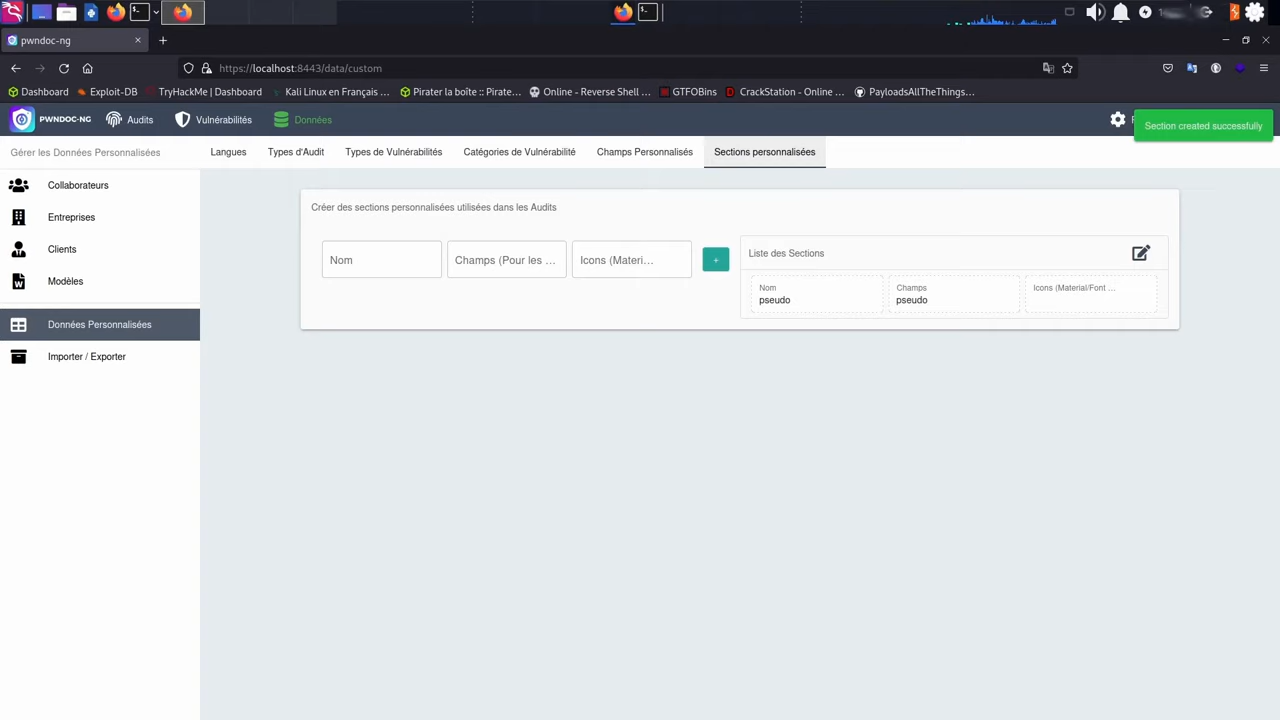 pwndoc-ng
https://localhost:8443/data/custom
Dashboard
Exploit-DB
TryHackMe | Dashboard
Kali Linux en Français ...
Pirater la boîte :: Pirate...
Online - Reverse Shell ...
GTFOBins
CrackStation - Online ...
PayloadsAllTheThings...
PWNDOC-NG
Audits
Vulnérabilités
Données
Section created successfully
Gérer les Données Personnalisées
Langues
Types d'Audit
Types de Vulnérabilités
Catégories de Vulnérabilité
Champs Personnalisés
Sections personnalisées
Collaborateurs
Entreprises
Clients
Modèles
Données Personnalisées
Importer / Exporter
Créer des sections personnalisées utilisées dans les Audits
Nom
Champs (Pour les ...
Icons (Materi...
+
Liste des Sections
Nom
pseudo
Champs
pseudo
Icons (Material/Font ...